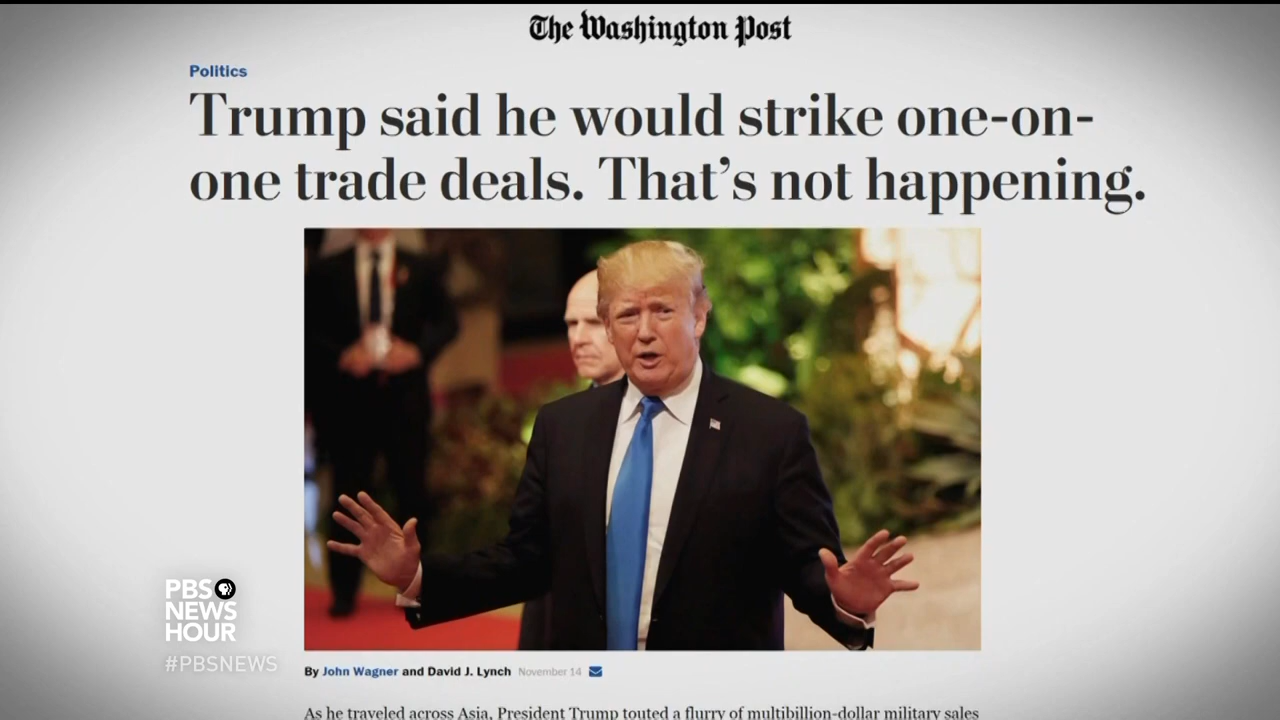 The Washington Post
Politics
Trump said he would strike one-on-
one trade deals. That's not happening.
PBS
NEWS
HOUR
#PBSNEWS
By John Wagner and David J. Lynch November 14
As he traveled across Asia, President Trump touted a flurry of multibillion-dollar military sales